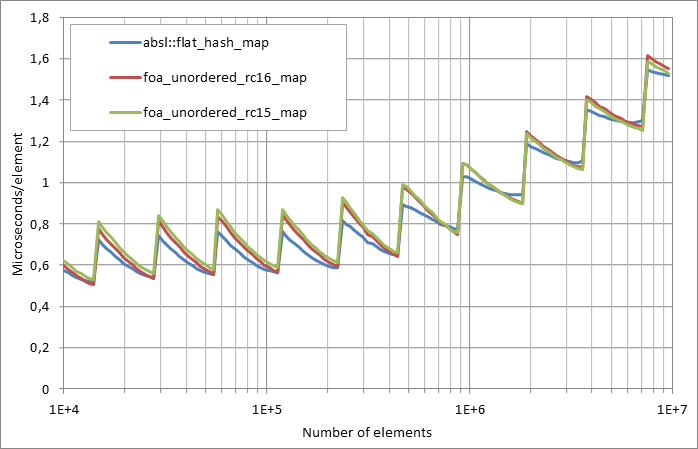 1,8
1,6
1,4
1,2
1
0,8
0,6
0,4
0,2
0
Microseconds/element
absl::flat_hash_map
foa_unordered_rc16_map
foa_unordered_rc15_map
1E+4 1E+5 1E+6 1E+7
Number of elements